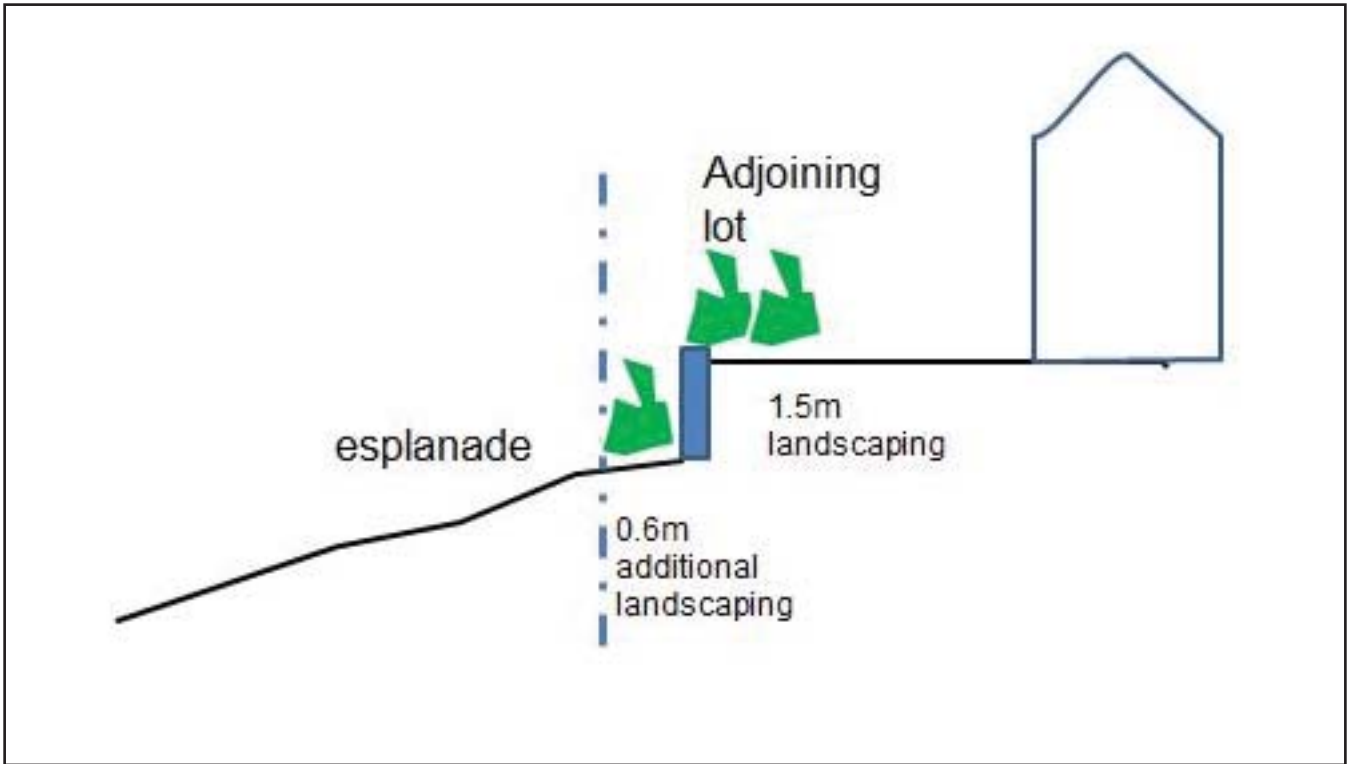 Adjoining
lot
esplanade
1.5m
landscaping
0.6m
additional
landscaping